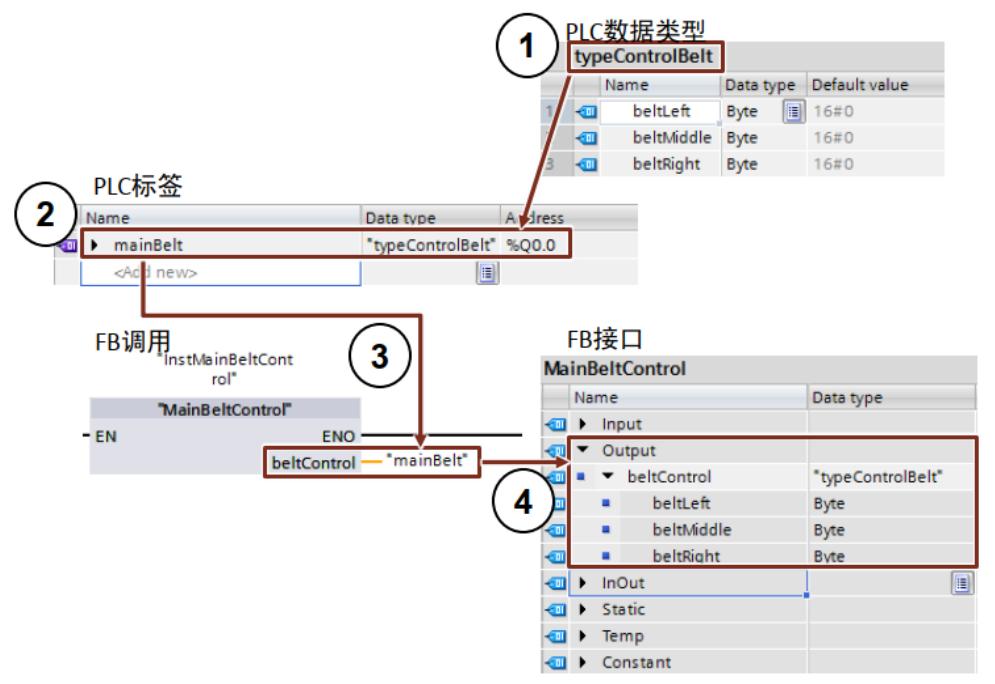 1
PLC数据类型
typeControlBelt
Name Data type Default value
1 beltLeft Byte 16#0
beltMiddle Byte 16#0
3 beltRight Byte 16#0
2
PLC标签
Name Data type Address
mainBelt "typeControlBelt" %Q0.0
<Add new>
FB调用
3
"InstMainBeltCont
rol"
"MainBeltControl"
EN ENO
beltControl "mainBelt"
4
FB接口
MainBeltControl
Name Data type
Input
Output
beltControl "typeControlBelt"
beltLeft Byte
beltMiddle Byte
beltRight Byte
InOut
Static
Temp
Constant